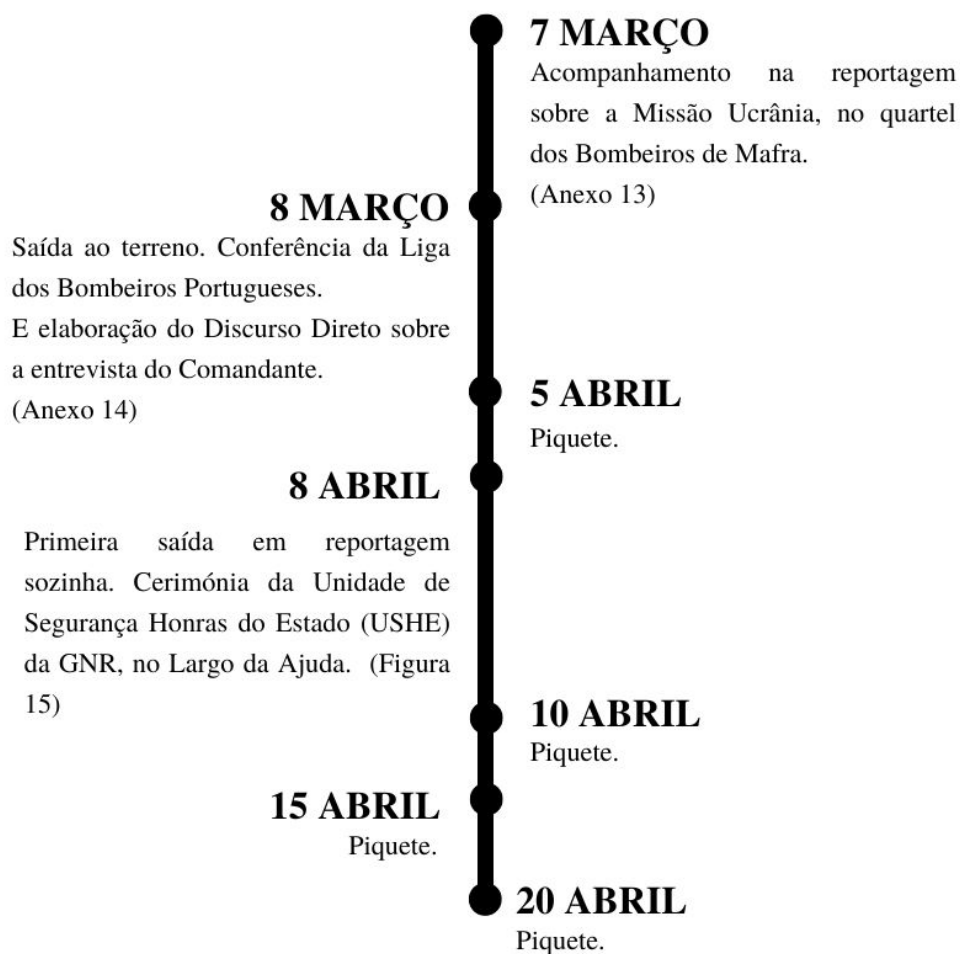 7 MARÇO
Acompanhamento na reportagem
sobre a Missão Ucrânia, no quartel
dos Bombeiros de Mafra.
(Anexo 13)
8 MARÇO
Saída ao terreno. Conferência da Liga
dos Bombeiros Portugueses.
E elaboração do Discurso Direto sobre
a entrevista do Comandante.
(Anexo 14)
5 ABRIL
Piquete.
8 ABRIL
Primeira saída em reportagem
sozinha. Cerimónia da Unidade de
Segurança Honras do Estado (USHE)
da GNR, no Largo da Ajuda. (Figura
15)
10 ABRIL
Piquete.
15 ABRIL
Piquete.
20 ABRIL
Piquete.